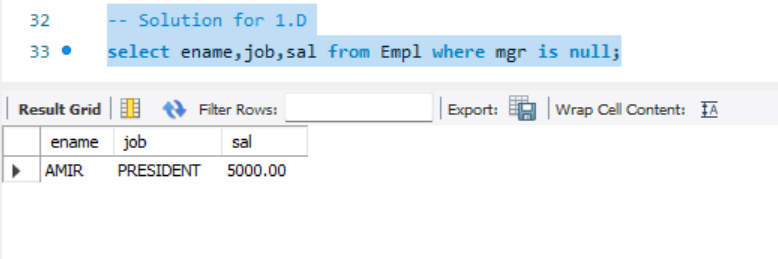 32 -- Solution for 1.D
33 select ename,job,sal from Empl where mgr is null;
Result Grid Filter Rows: Export: Wrap Cell Content: IA
ename job sal
AMIR PRESIDENT 5000.00